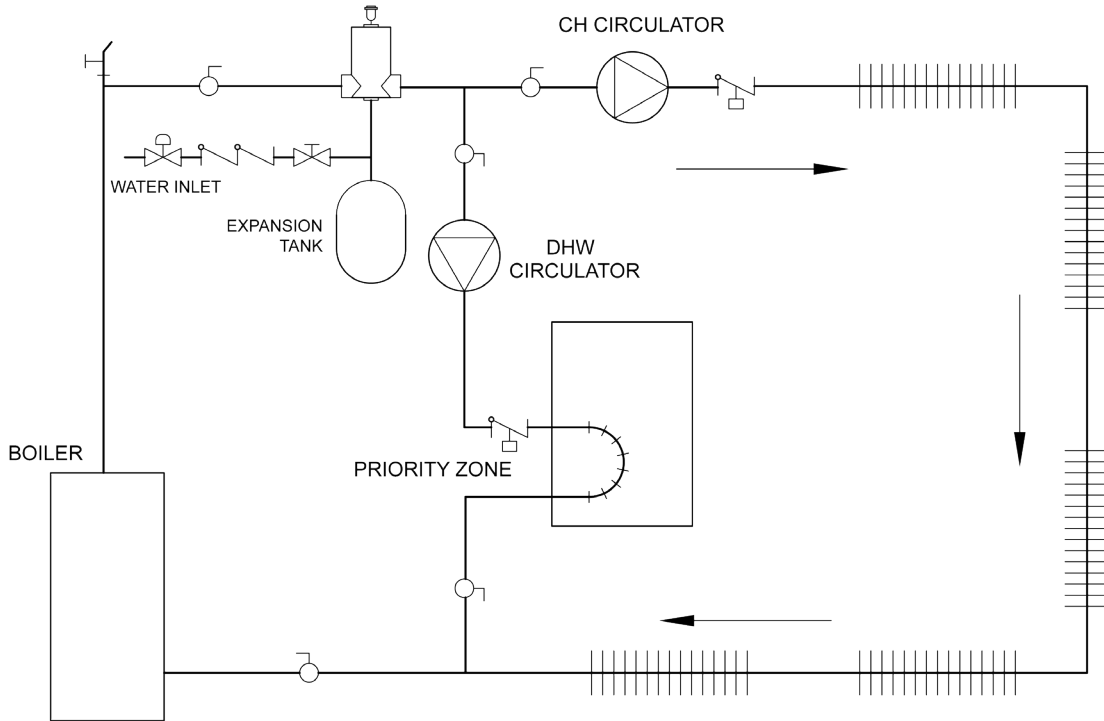 CH CIRCULATOR
WATER INLET
EXPANSION
TANK
DHW
CIRCULATOR
BOILER
PRIORITY ZONE